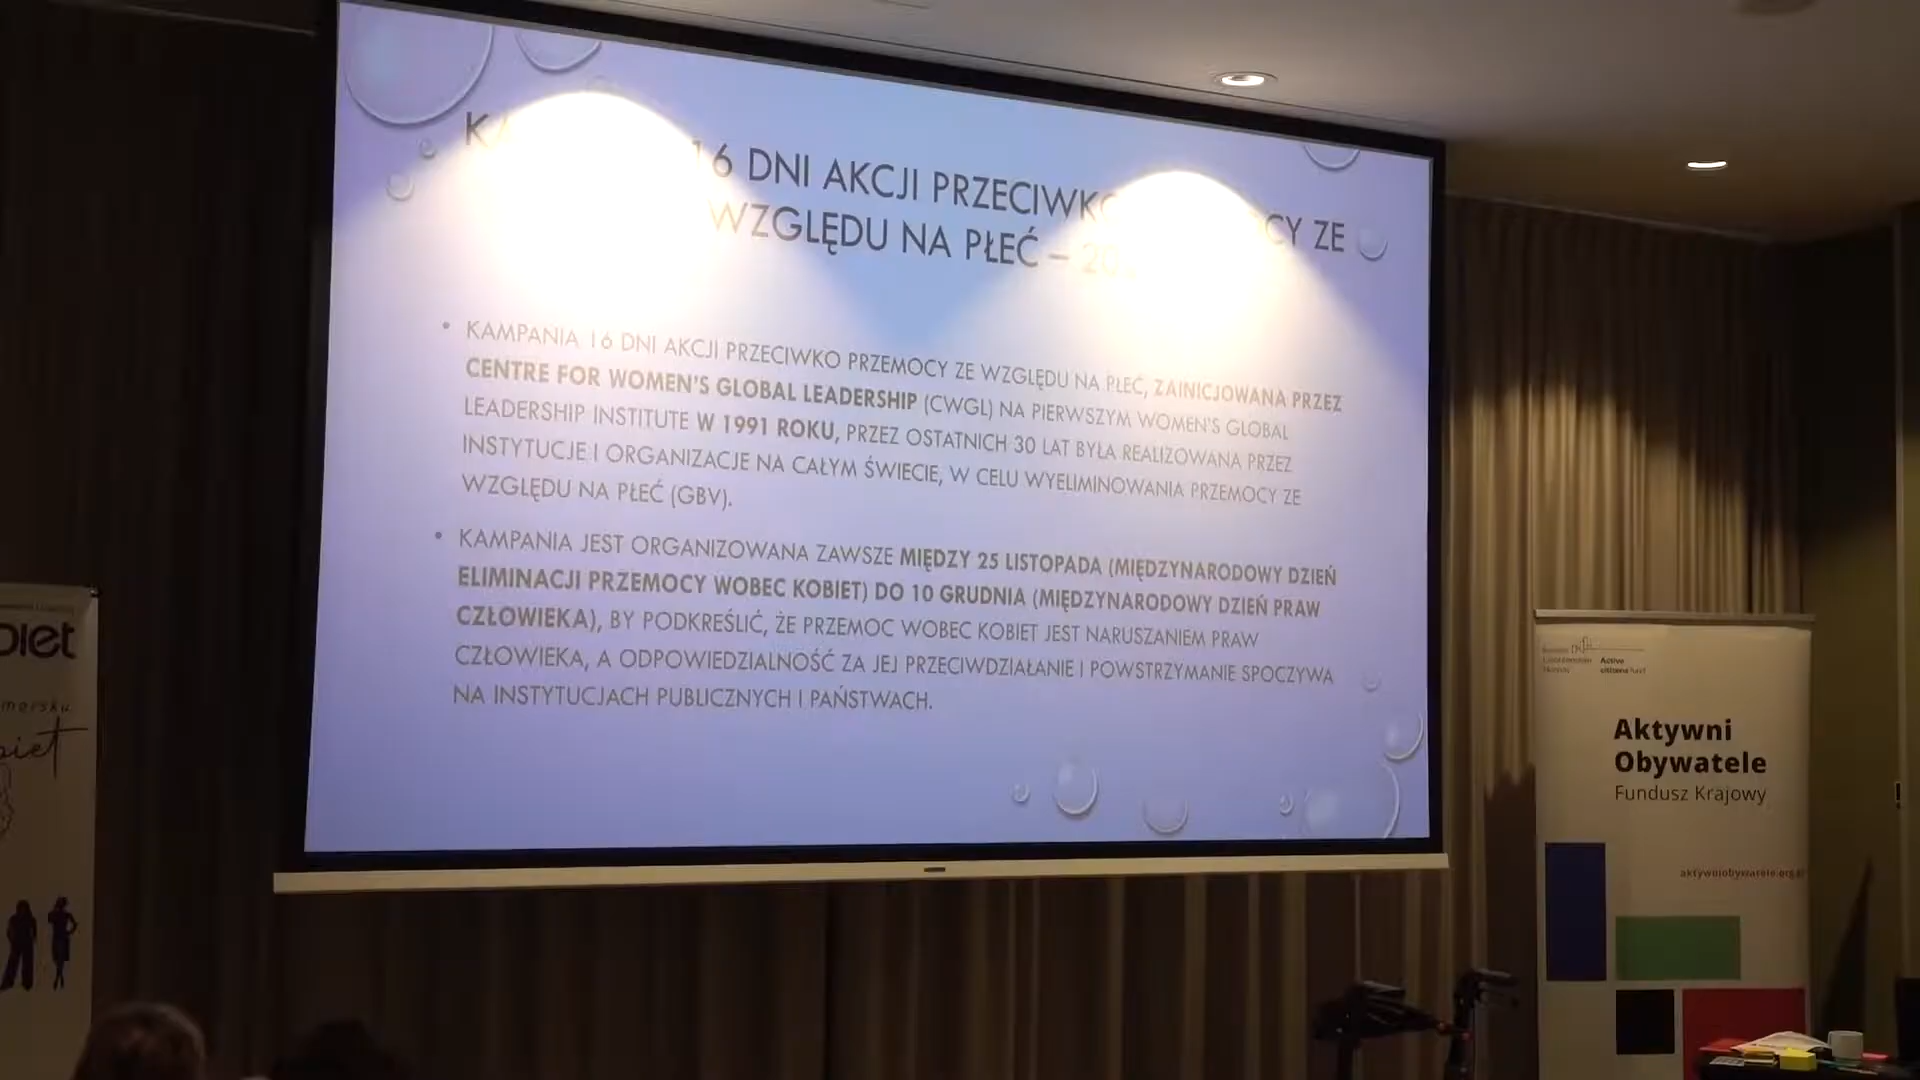 16 DNI AKCJI PRZECIWKO CY ZE
WZGLĘDU NA PŁEĆ –
• KAMPANIA 16 DNI AKCJI PRZECIWKO PRZEMOCY ZE WZGLĘDU NA PŁEĆ, ZAINICJOWANA PRZEZ
CENTRE FOR WOMEN'S GLOBAL LEADERSHIP (CWGL) NA PIERWSZYM WOMEN'S GLOBAL
LEADERSHIP INSTITUTE W 1991 ROKU, PRZEZ OSTATNICH 30 LAT BYŁA REALIZOWANA PRZEZ
INSTYTUCJE I ORGANIZACJE NA CAŁYM ŚWIECIE, W CELU WYELIMINOWANIA PRZEMOCY ZE
WZGLĘDU NA PŁEĆ (GBV).
• KAMPANIA JEST ORGANIZOWANA ZAWSZE MIĘDZY 25 LISTOPADA (MIĘDZYNARODOWY DZIEŃ
ELIMINACJI PRZEMOCY WOBEC KOBIET) DO 10 GRUDNIA (MIĘDZYNARODOWY DZIEŃ PRAW
CZŁOWIEKA), BY PODKREŚLIĆ, ŻE PRZEMOC WOBEC KOBIET JEST NARUSZANIEM PRAW
CZŁOWIEKA, A ODPOWIEDZIALNOŚĆ ZA JEJ PRZECIWDZIAŁANIE I POWSTRZYMANIE SPOCZYWA
NA INSTYTUCJACH PUBLICZNYCH I PAŃSTWACH.
biet
morsku
biet
Active
citizens fund
Aktywni
Obywatele
Fundusz Krajowy